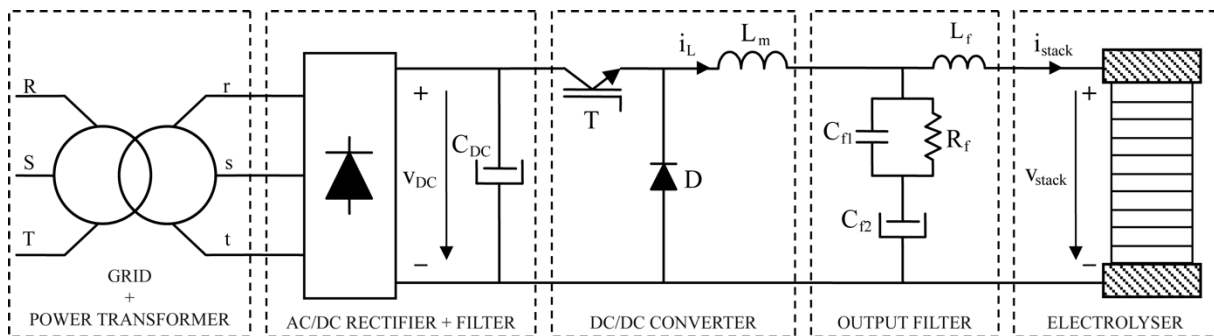 R
S
T
r
s
t
GRID
+
POWER TRANSFORMER
+
v_DC
−
C_DC
AC/DC RECTIFIER + FILTER
T
i_L
L_m
D
DC/DC CONVERTER
C_f1
R_f
C_f2
L_f
OUTPUT FILTER
i_stack
+
v_stack
−
ELECTROLYSER